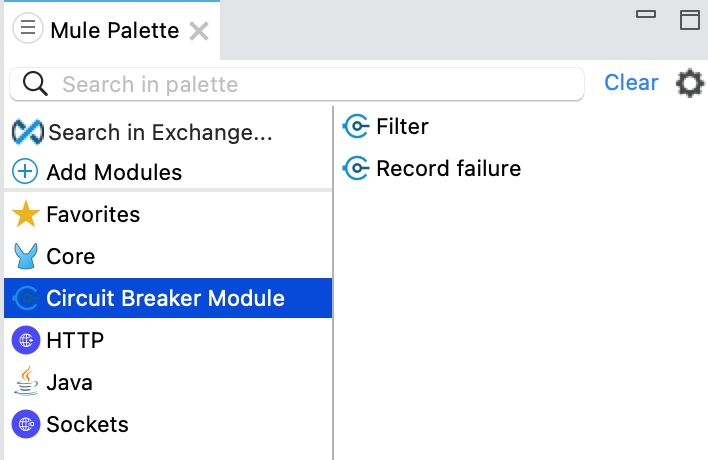 Mule Palette
Search in palette
Clear
Search in Exchange...
Add Modules
Favorites
Core
Circuit Breaker Module
HTTP
Java
Sockets
Filter
Record failure